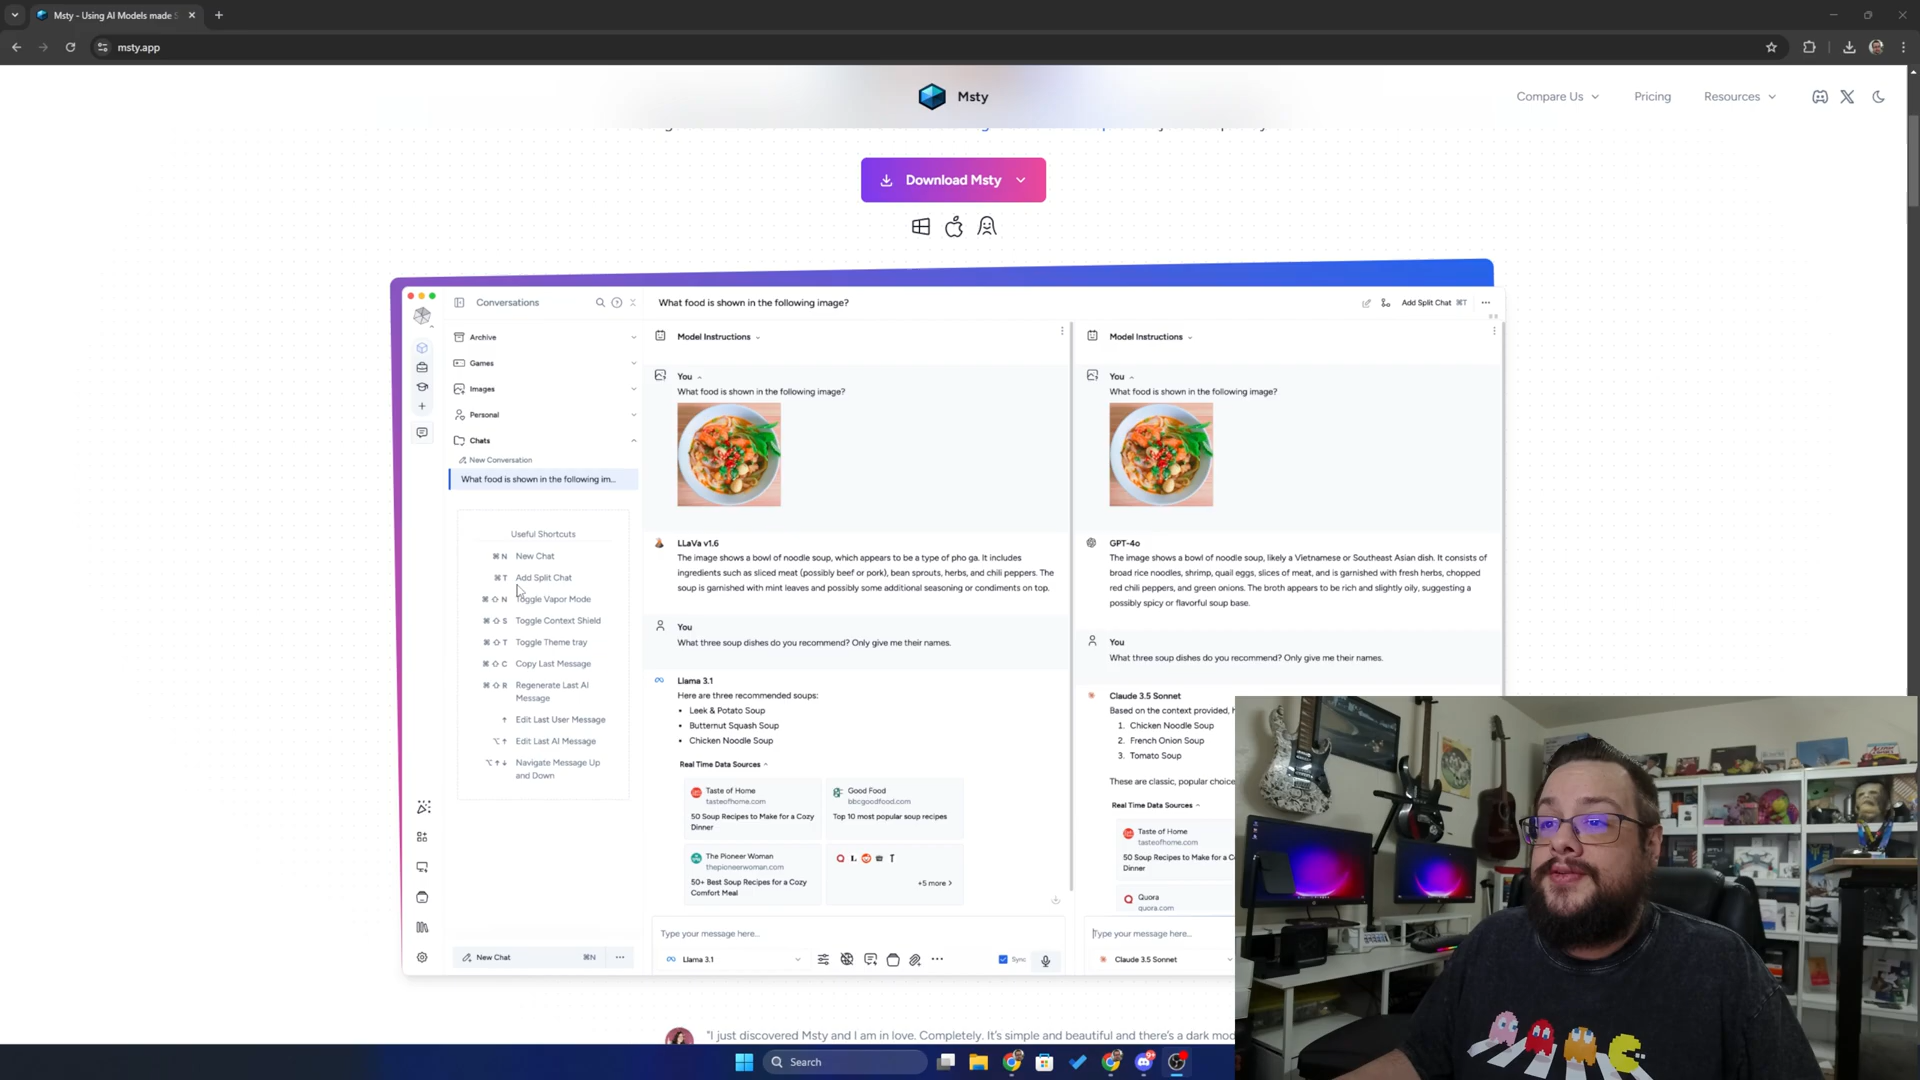 Msty - Using AI Models made S
msty.app
Msty
Compare Us
Pricing
Resources
Download Msty
Conversations
What food is shown in the following image?
Add Split Chat ⌘T
Archive
Games
Images
Personal
Chats
New Conversation
What food is shown in the following im...
Useful Shortcuts
⌘ N New Chat
⌘ T Add Split Chat
⌘ ⇧ N Toggle Vapor Mode
⌘ ⇧ S Toggle Context Shield
⌘ ⇧ T Toggle Theme tray
⌘ ⇧ C Copy Last Message
⌘ ⇧ R Regenerate Last AI
Message
↑ Edit Last User Message
⌥ ↑ Edit Last AI Message
⌥ ↑ ↓ Navigate Message Up
and Down
New Chat ⌘N
Model Instructions
You
What food is shown in the following image?
LLaVa v1.6
The image shows a bowl of noodle soup, which appears to be a type of pho ga. It includes
ingredients such as sliced meat (possibly beef or pork), bean sprouts, herbs, and chili peppers. The
soup is garnished with mint leaves and possibly some additional seasoning or condiments on top.
You
What three soup dishes do you recommend? Only give me their names.
Llama 3.1
Here are three recommended soups:
• Leek & Potato Soup
• Butternut Squash Soup
• Chicken Noodle Soup
Real Time Data Sources
Taste of Home
tasteofhome.com
50 Soup Recipes to Make for a Cozy
Dinner
Good Food
bbcgoodfood.com
Top 10 most popular soup recipes
The Pioneer Woman
thepioneerwoman.com
50+ Best Soup Recipes for a Cozy
Comfort Meal
+5 more >
Type your message here...
Llama 3.1
Sync
Model Instructions
You
What food is shown in the following image?
GPT-4o
The image shows a bowl of noodle soup, likely a Vietnamese or Southeast Asian dish. It consists of
broad rice noodles, shrimp, quail eggs, slices of meat, and is garnished with fresh herbs, chopped
red chili peppers, and green onions. The broth appears to be rich and slightly oily, suggesting a
possibly spicy or flavorful soup base.
You
What three soup dishes do you recommend? Only give me their names.
Claude 3.5 Sonnet
Based on the context provided,
1. Chicken Noodle Soup
2. French Onion Soup
3. Tomato Soup
These are classic, popular choice
Real Time Data Sources
Taste of Home
tasteofhome.com
50 Soup Recipes to Make for a C
Dinner
Quora
quora.com
Type your message here...
Claude 3.5 Sonnet
"I just discovered Msty and I am in love. Completely. It's simple and beautiful and there's a dark mod
Search